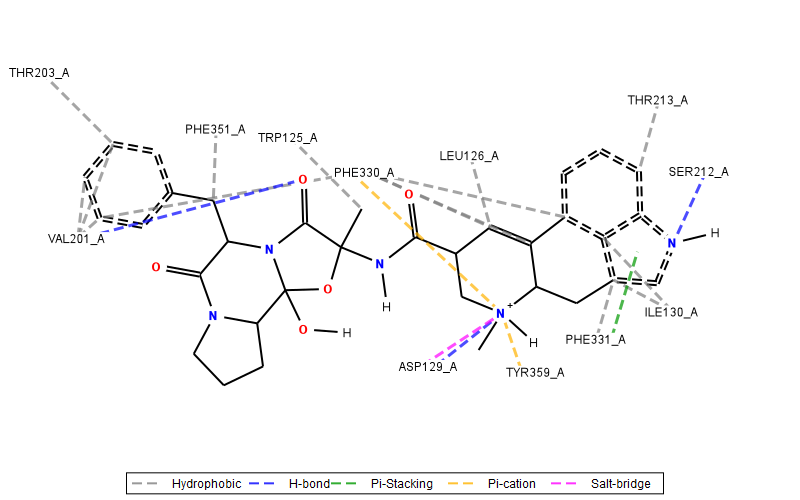 THR203_A
THR213_A
PHE351_A
TRP125_A
LEU126_A
PHE330_A
SER212_A
O
O
H
VAL201_A
N
N
O
N
H
O
N
+
ILE130_A
N
O
H
H
PHE331_A
ASP129_A
TYR359_A
Hydrophobic H-bond Pi-Stacking Pi-cation Salt-bridge